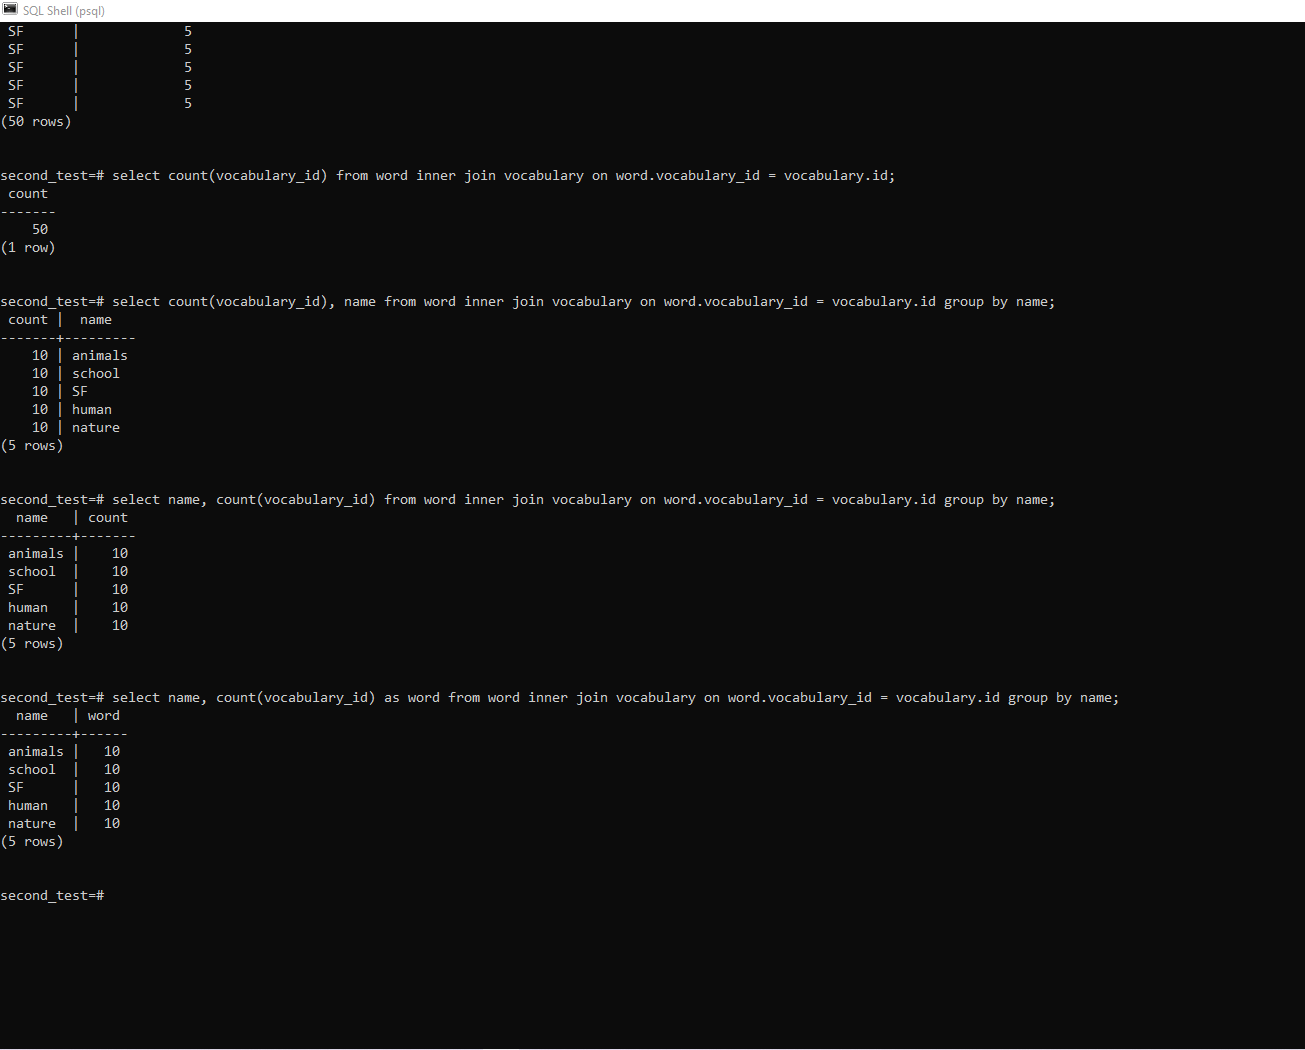 SQL Shell (psql)
SF      |             5
SF      |             5
SF      |             5
SF      |             5
SF      |             5
(50 rows)
second_test=# select count(vocabulary_id) from word inner join vocabulary on word.vocabulary_id = vocabulary.id;
 count
-------
    50
(1 row)
second_test=# select count(vocabulary_id), name from word inner join vocabulary on word.vocabulary_id = vocabulary.id group by name;
 count |  name
-------+---------
    10 | animals
    10 | school
    10 | SF
    10 | human
    10 | nature
(5 rows)
second_test=# select name, count(vocabulary_id) from word inner join vocabulary on word.vocabulary_id = vocabulary.id group by name;
  name   | count
---------+-------
 animals |    10
 school  |    10
 SF      |    10
 human   |    10
 nature  |    10
(5 rows)
second_test=# select name, count(vocabulary_id) as word from word inner join vocabulary on word.vocabulary_id = vocabulary.id group by name;
  name   | word
---------+------
 animals |   10
 school  |   10
 SF      |   10
 human   |   10
 nature  |   10
(5 rows)
second_test=#